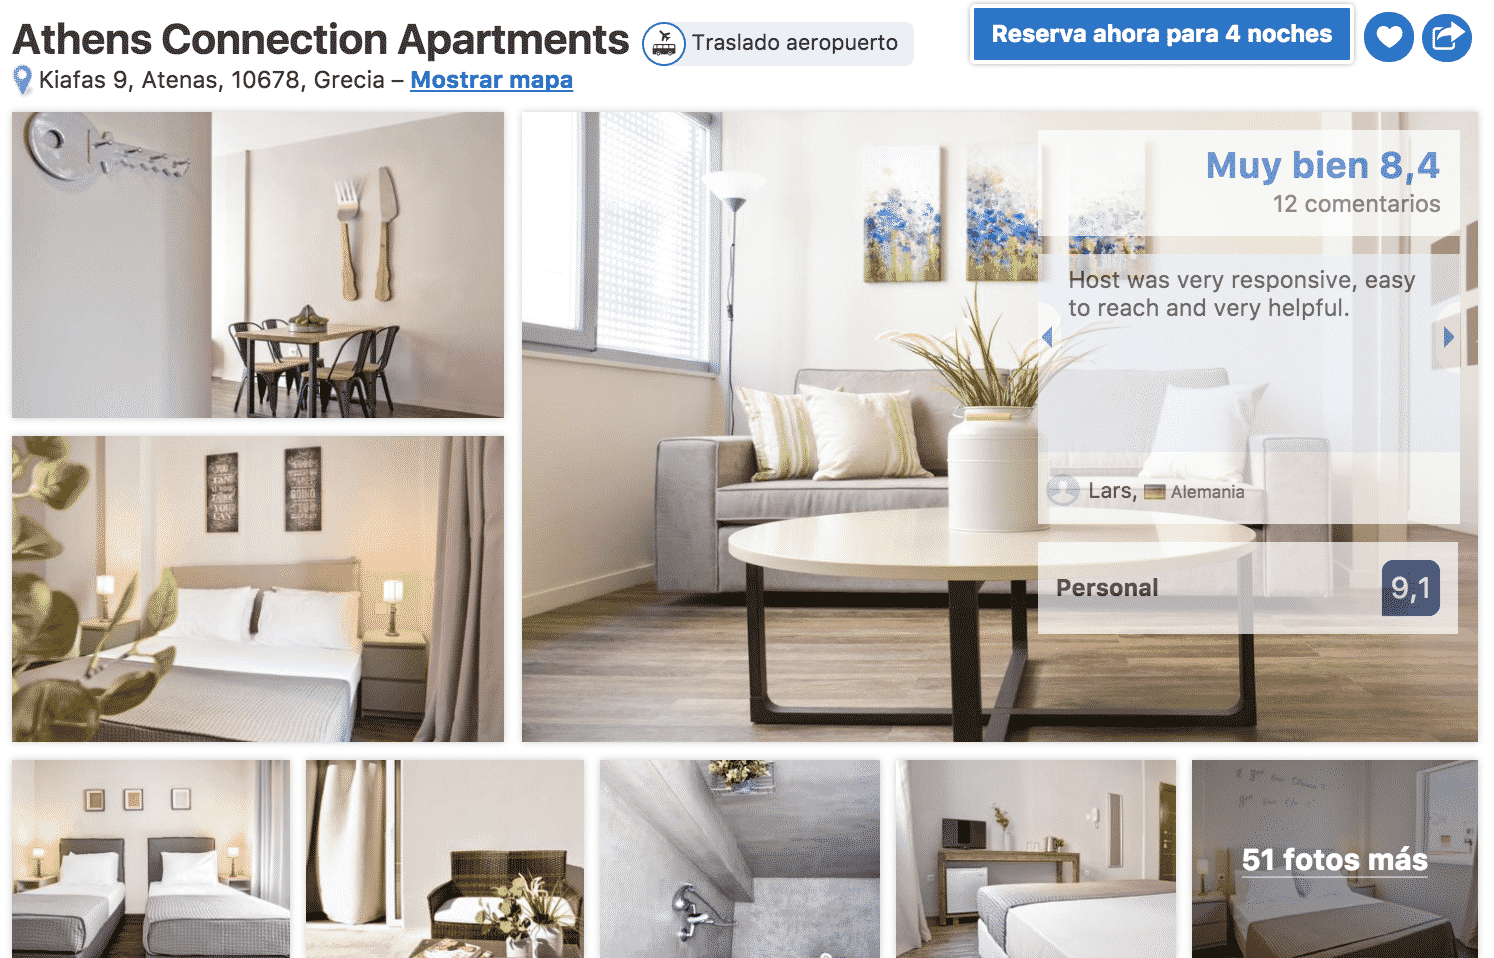 Athens Connection Apartments
Traslado aeropuerto
Reserva ahora para 4 noches
Kiafas 9, Atenas, 10678, Grecia – Mostrar mapa
Muy bien 8,4
12 comentarios
Host was very responsive, easy
to reach and very helpful.
Lars, Alemania
Personal
9,1
51 fotos más